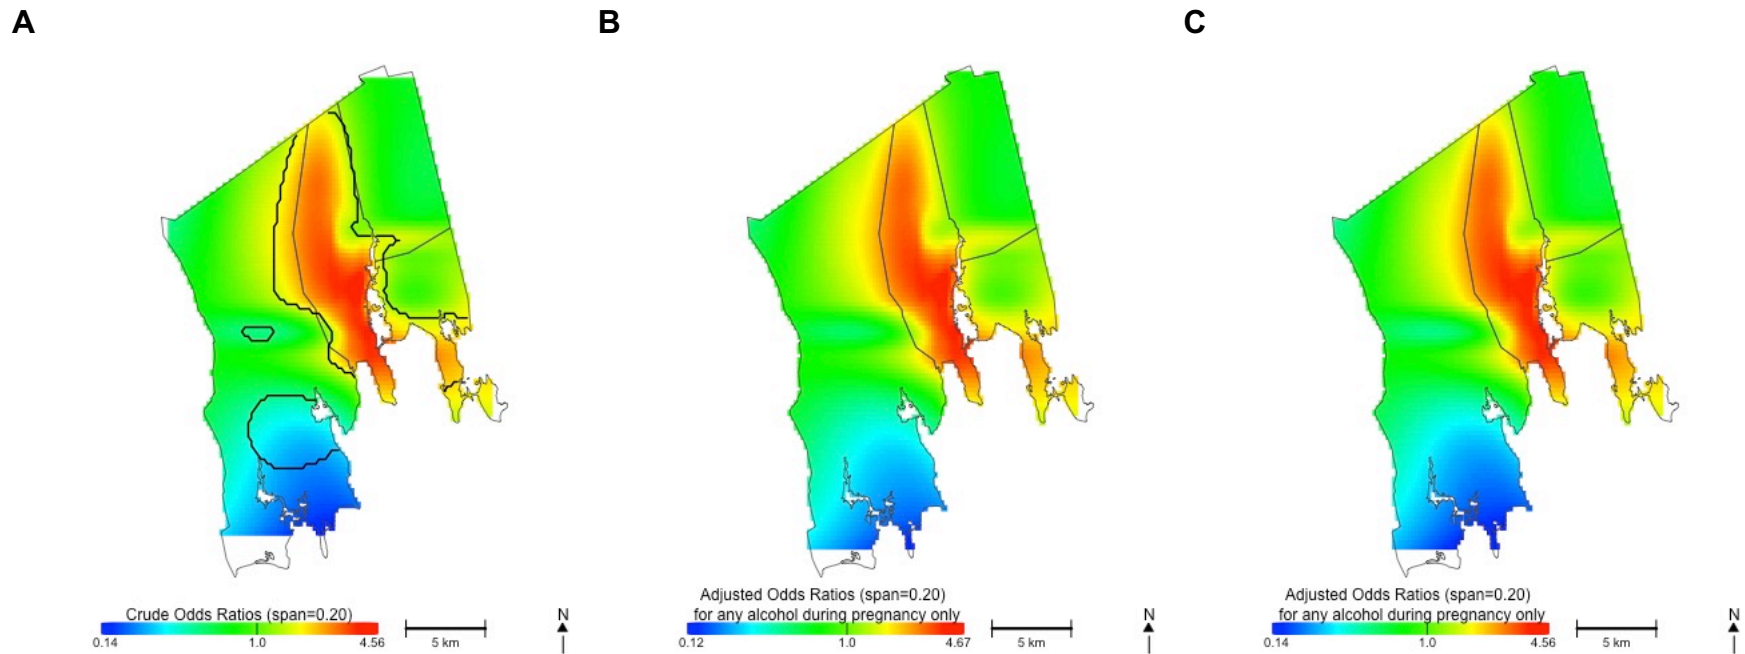 A
B
C
Crude Odds Ratios (span=0.20)
0.14 1.0 4.56
5 km
N
Adjusted Odds Ratios (span=0.20)
for any alcohol during pregnancy only
0.12 1.0 4.67
5 km
N
Adjusted Odds Ratios (span=0.20)
for any alcohol during pregnancy only
0.14 1.0 4.56
5 km
N